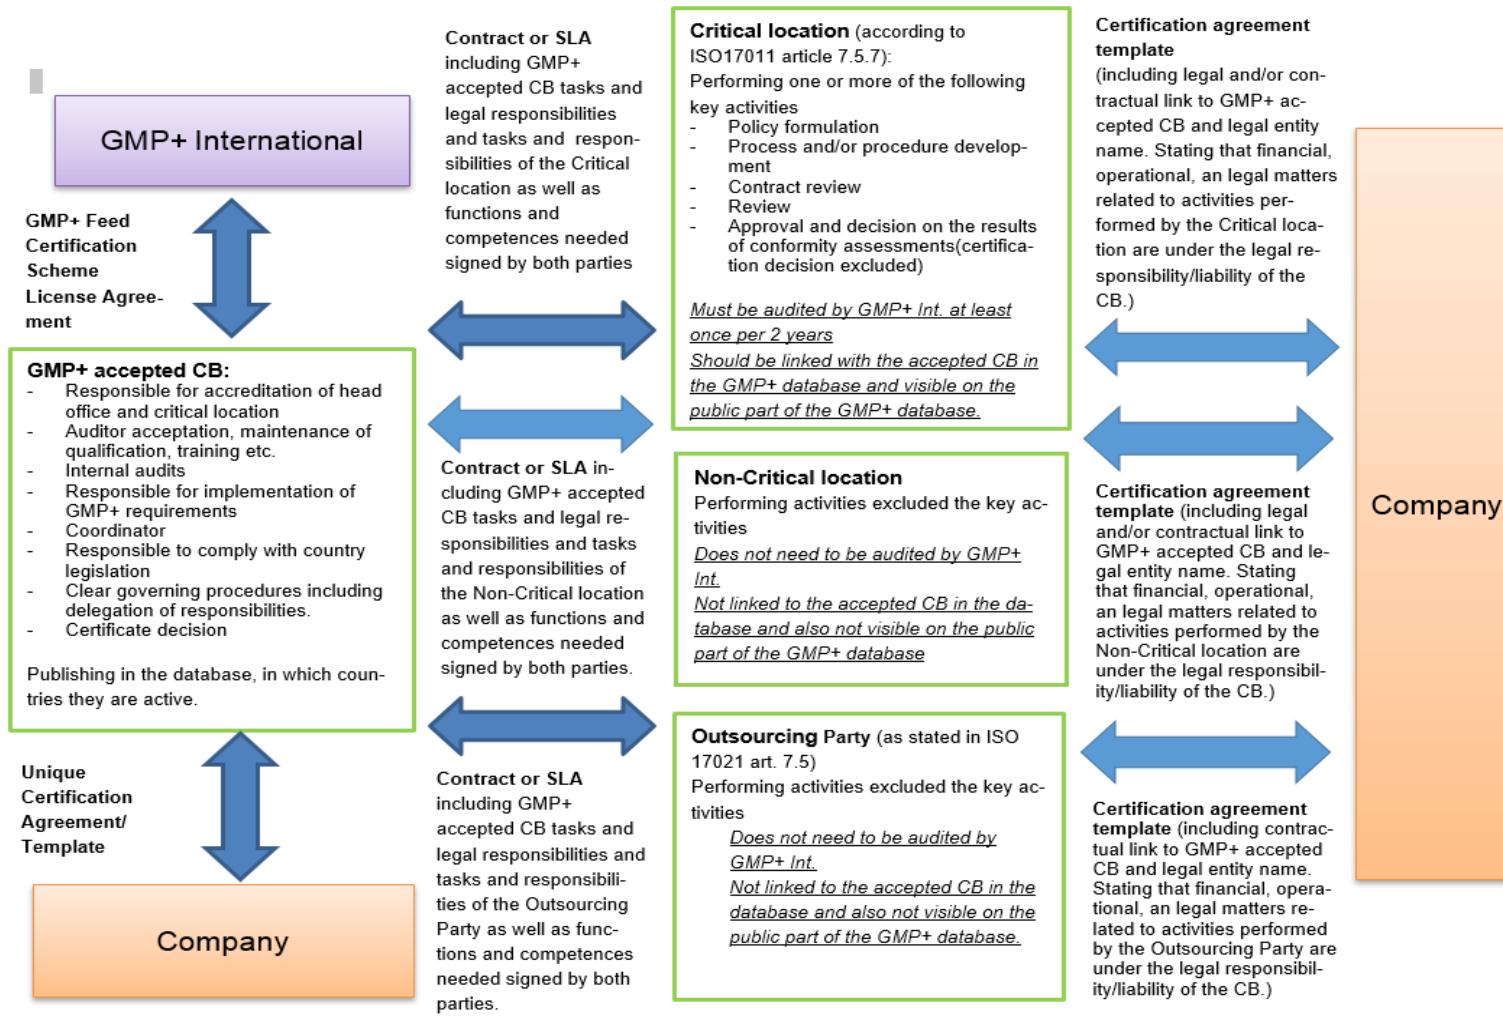 GMP+ International
GMP+ Feed
Certification
Scheme
License Agree-
ment
GMP+ accepted CB:
- Responsible for accreditation of head
office and critical location
- Auditor acceptation, maintenance of
qualification, training etc.
- Internal audits
- Responsible for implementation of
GMP+ requirements
- Coordinator
- Responsible to comply with country
legislation
- Clear governing procedures including
delegation of responsibilities.
- Certificate decision
Publishing in the database, in which coun-
tries they are active.
Unique
Certification
Agreement/
Template
Company
Contract or SLA
including GMP+
accepted CB tasks and
legal responsibilities
and tasks and respon-
sibilities of the Critical
location as well as
functions and
competences needed
signed by both parties
Contract or SLA in-
cluding GMP+ accepted
CB tasks and legal re-
sponsibilities and tasks
and responsibilities of
the Non-Critical location
as well as functions and
competences needed
signed by both parties.
Contract or SLA
including GMP+
accepted CB tasks and
legal responsibilities and
tasks and responsibili-
ties of the Outsourcing
Party as well as func-
tions and competences
needed signed by both
parties.
Critical location (according to
ISO17011 article 7.5.7):
Performing one or more of the following
key activities
- Policy formulation
- Process and/or procedure develop-
ment
- Contract review
- Review
- Approval and decision on the results
of conformity assessments(certifica-
tion decision excluded)
Must be audited by GMP+ Int. at least
once per 2 years
Should be linked with the accepted CB in
the GMP+ database and visible on the
public part of the GMP+ database.
Non-Critical location
Performing activities excluded the key ac-
tivities
Does not need to be audited by GMP+
Int.
Not linked to the accepted CB in the da-
tabase and also not visible on the public
part of the GMP+ database
Outsourcing Party (as stated in ISO
17021 art. 7.5)
Performing activities excluded the key ac-
tivities
Does not need to be audited by
GMP+ Int.
Not linked to the accepted CB in the
database and also not visible on the
public part of the GMP+ database.
Certification agreement
template
(including legal and/or con-
tractual link to GMP+ ac-
cepted CB and legal entity
name. Stating that financial,
operational, an legal matters
related to activities per-
formed by the Critical loca-
tion are under the legal re-
sponsibility/liability of the
CB.)
Certification agreement
template (including legal
and/or contractual link to
GMP+ accepted CB and le-
gal entity name. Stating
that financial, operational,
an legal matters related to
activities performed by the
Non-Critical location are
under the legal responsibil-
ity/liability of the CB.)
Certification agreement
template (including contrac-
tual link to GMP+ accepted
CB and legal entity name.
Stating that financial, opera-
tional, an legal matters re-
lated to activities performed
by the Outsourcing Party are
under the legal responsibil-
ity/liability of the CB.)
Company